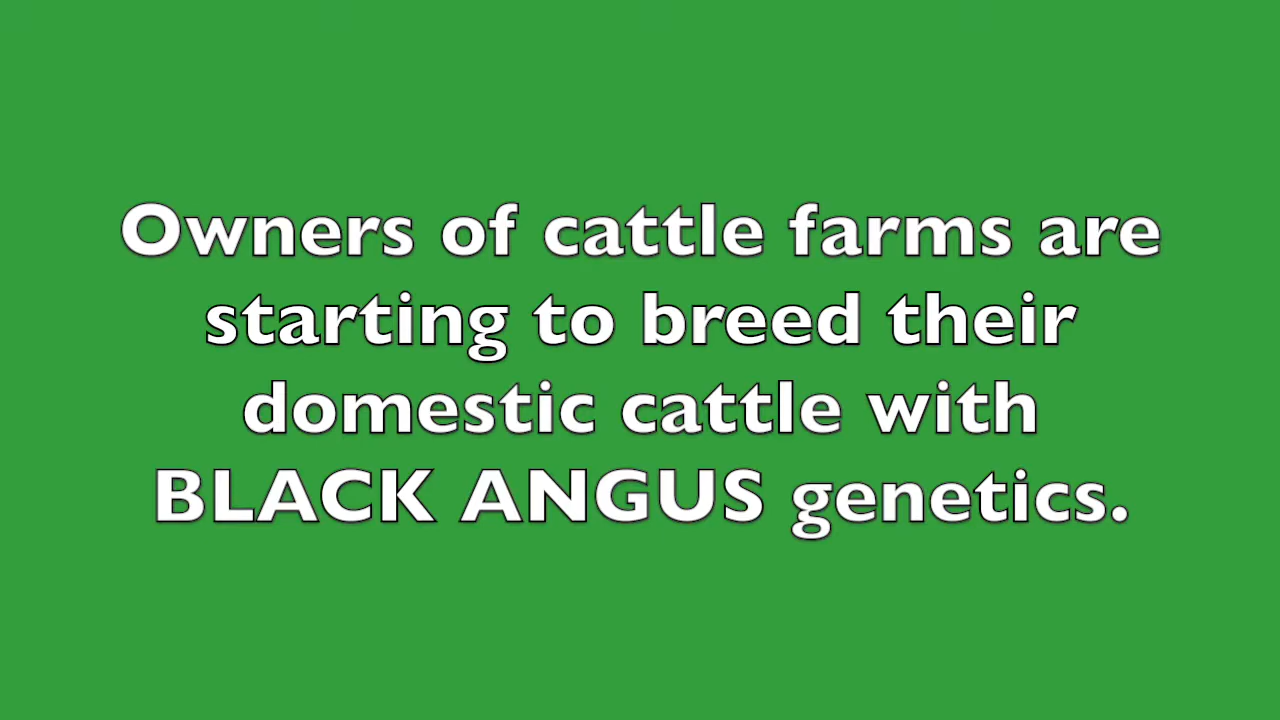 Owners of cattle farms are
starting to breed their
domestic cattle with
BLACK ANGUS genetics.